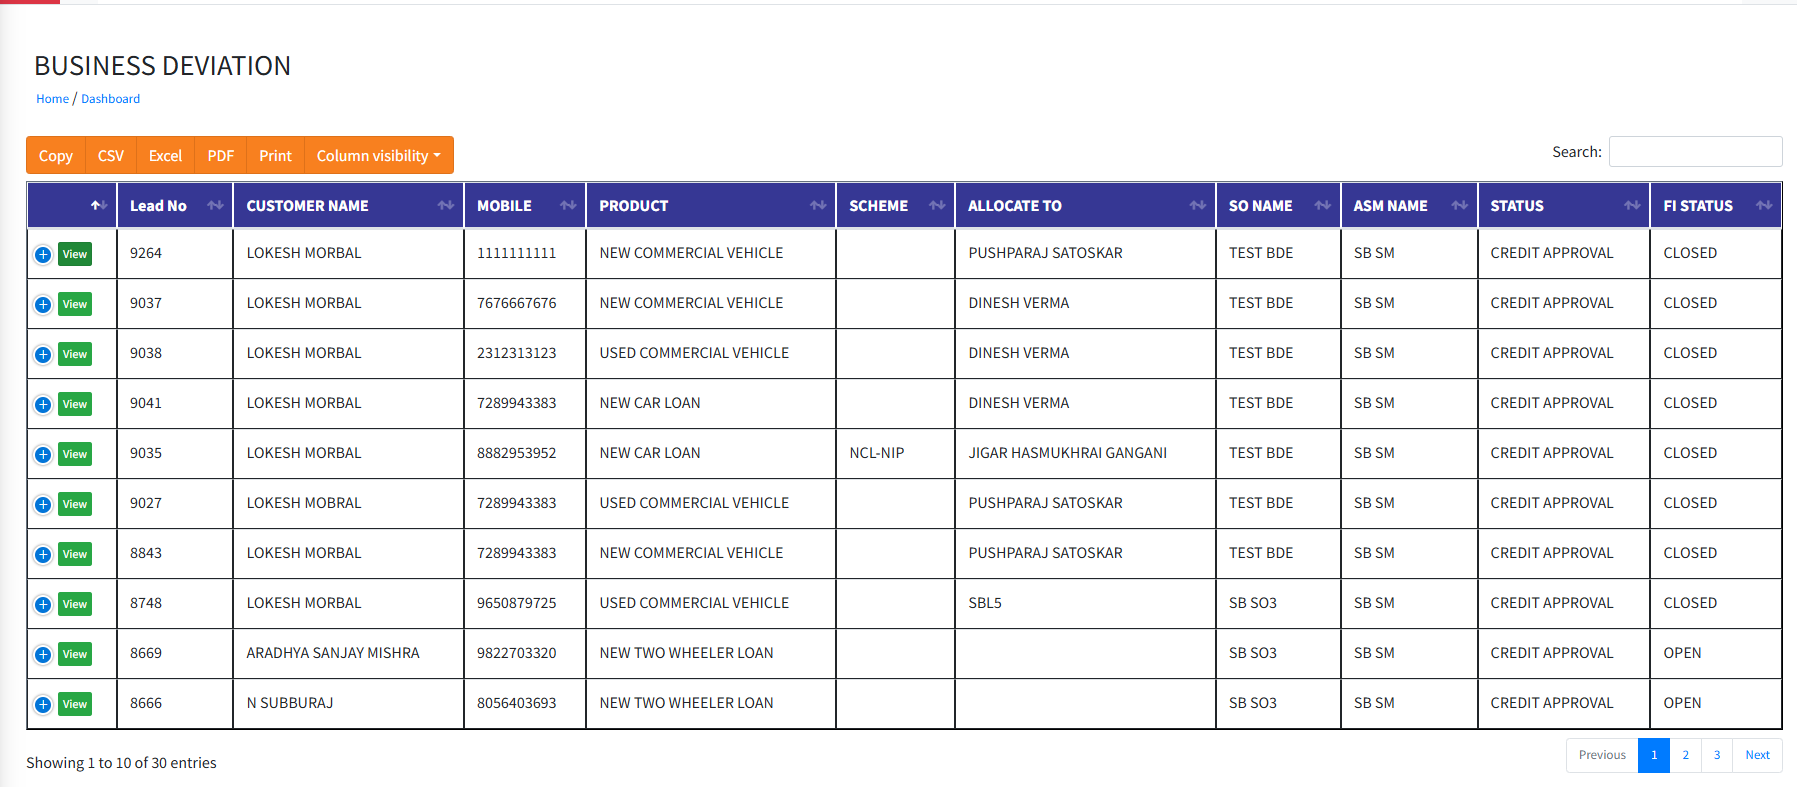 BUSINESS DEVIATION
Home / Dashboard
Copy CSV Excel PDF Print Column visibility
Search:
Lead No CUSTOMER NAME MOBILE PRODUCT SCHEME ALLOCATE TO SO NAME ASM NAME STATUS FI STATUS
View 9264 LOKESH MORBAL 1111111111 NEW COMMERCIAL VEHICLE PUSHPARAJ SATOSKAR TEST BDE SB SM CREDIT APPROVAL CLOSED
View 9037 LOKESH MORBAL 7676667676 NEW COMMERCIAL VEHICLE DINESH VERMA TEST BDE SB SM CREDIT APPROVAL CLOSED
View 9038 LOKESH MORBAL 2312313123 USED COMMERCIAL VEHICLE DINESH VERMA TEST BDE SB SM CREDIT APPROVAL CLOSED
View 9041 LOKESH MORBAL 7289943383 NEW CAR LOAN DINESH VERMA TEST BDE SB SM CREDIT APPROVAL CLOSED
View 9035 LOKESH MORBAL 8882953952 NEW CAR LOAN NCL-NIP JIGAR HASMUKHRAI GANGANI TEST BDE SB SM CREDIT APPROVAL CLOSED
View 9027 LOKESH MOBRAL 7289943383 USED COMMERCIAL VEHICLE PUSHPARAJ SATOSKAR TEST BDE SB SM CREDIT APPROVAL CLOSED
View 8843 LOKESH MORBAL 7289943383 NEW COMMERCIAL VEHICLE PUSHPARAJ SATOSKAR TEST BDE SB SM CREDIT APPROVAL CLOSED
View 8748 LOKESH MORBAL 9650879725 USED COMMERCIAL VEHICLE SBL5 SB SO3 SB SM CREDIT APPROVAL CLOSED
View 8669 ARADHYA SANJAY MISHRA 9822703320 NEW TWO WHEELER LOAN SB SO3 SB SM CREDIT APPROVAL OPEN
View 8666 N SUBBURAJ 8056403693 NEW TWO WHEELER LOAN SB SO3 SB SM CREDIT APPROVAL OPEN
Showing 1 to 10 of 30 entries
Previous 1 2 3 Next